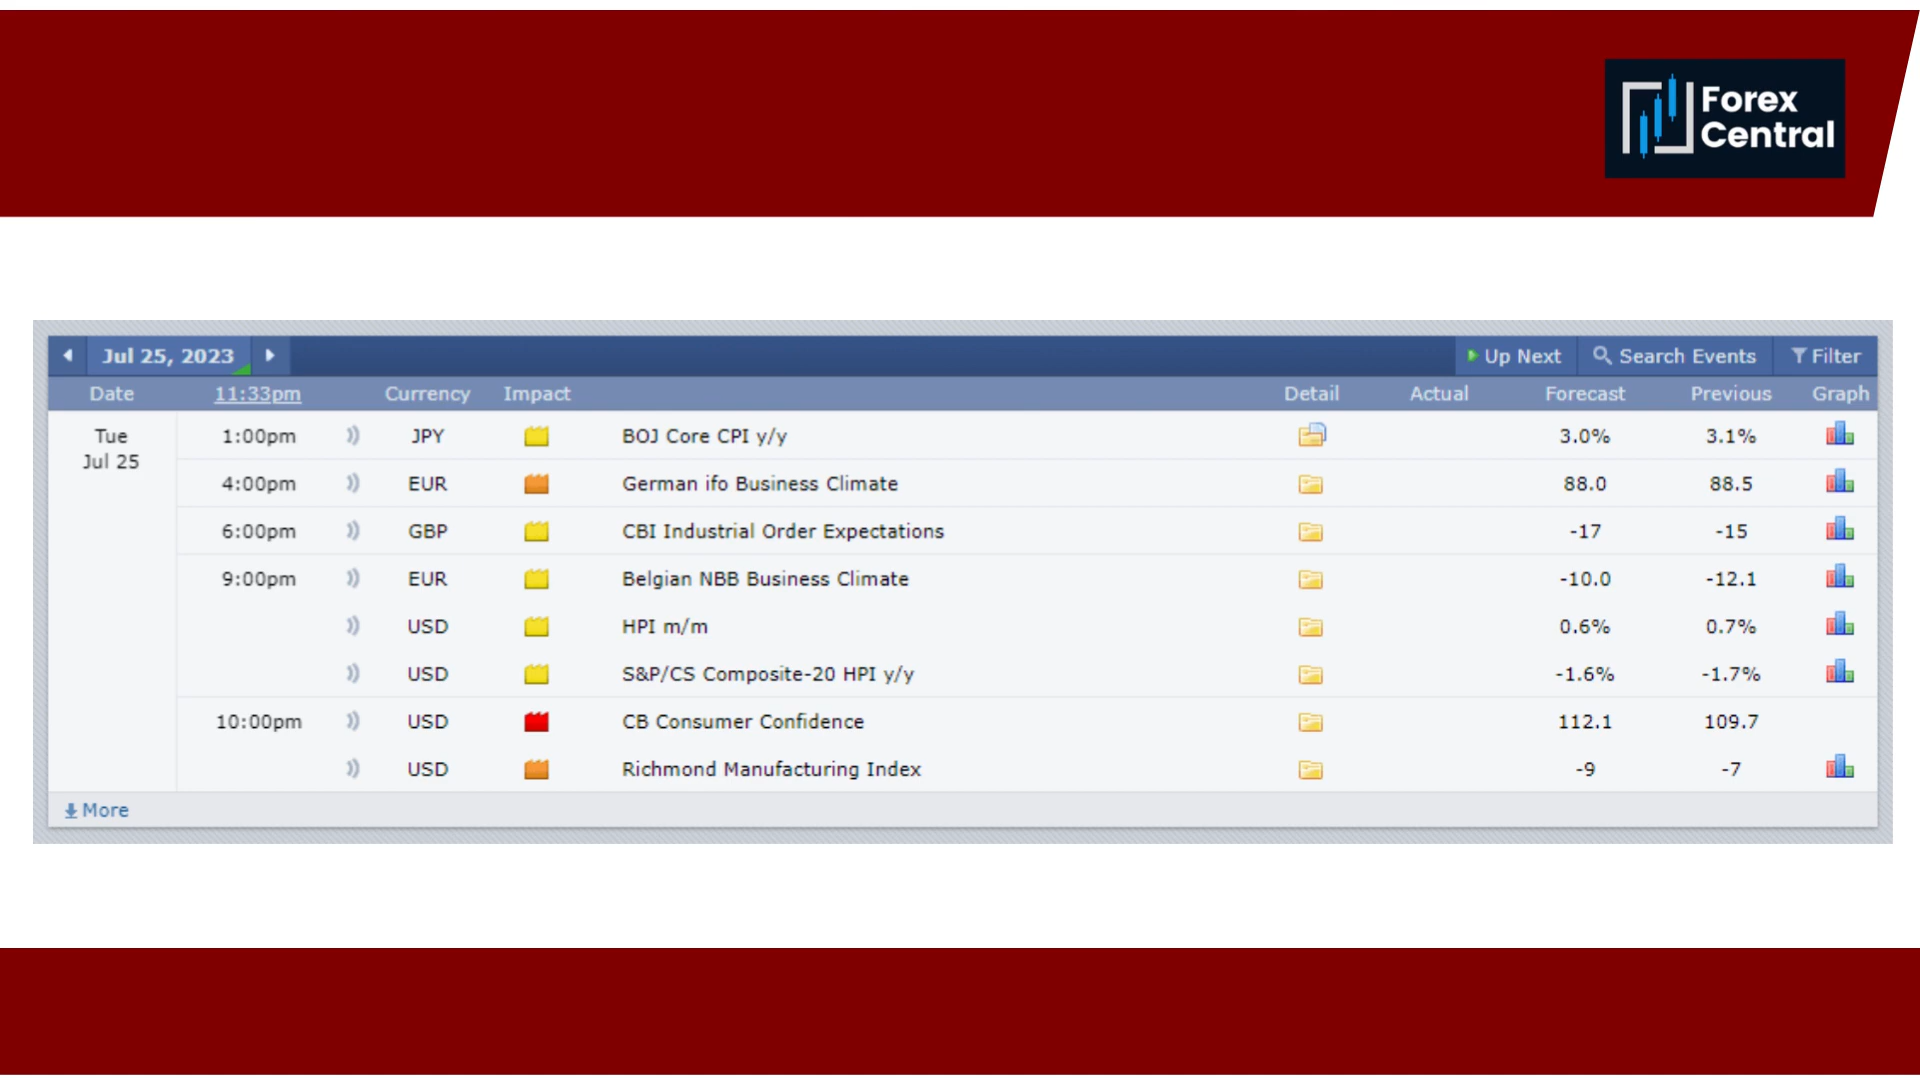 Forex
Central
Jul 25, 2023 Up Next Search Events Filter
Date 11:33pm Currency Impact Detail Actual Forecast Previous Graph
Tue 1:00pm JPY BOJ Core CPI y/y 3.0% 3.1%
Jul 25
4:00pm EUR German ifo Business Climate 88.0 88.5
6:00pm GBP CBI Industrial Order Expectations -17 -15
9:00pm EUR Belgian NBB Business Climate -10.0 -12.1
USD HPI m/m 0.6% 0.7%
USD S&P/CS Composite-20 HPI y/y -1.6% -1.7%
10:00pm USD CB Consumer Confidence 112.1 109.7
USD Richmond Manufacturing Index -9 -7
More